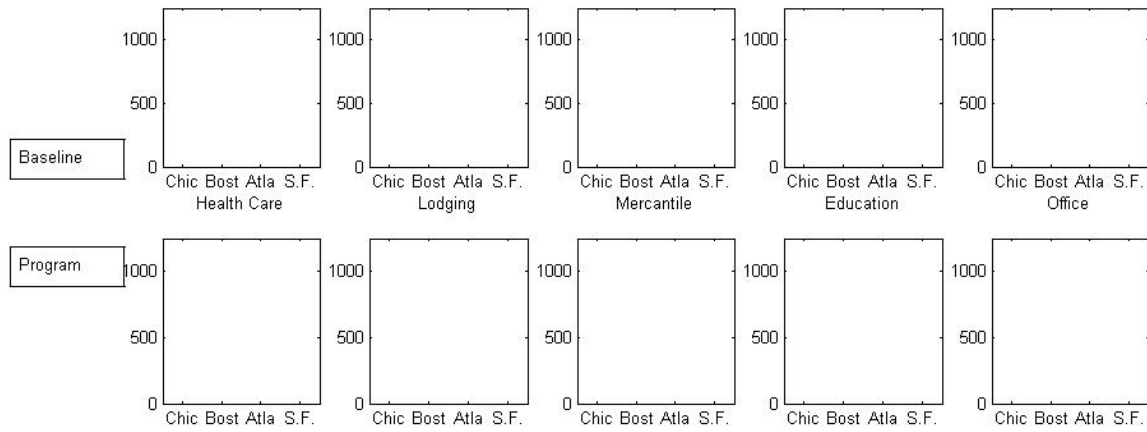 1000 1000 1000 1000 1000
500 500 500 500 500
Baseline
0 0 0 0 0
Chic Bost Atla S.F. Chic Bost Atla S.F. Chic Bost Atla S.F. Chic Bost Atla S.F. Chic Bost Atla S.F.
Health Care Lodging Mercantile Education Office
Program
1000 1000 1000 1000 1000
500 500 500 500 500
0 0 0 0 0
Chic Bost Atla S.F. Chic Bost Atla S.F. Chic Bost Atla S.F. Chic Bost Atla S.F. Chic Bost Atla S.F.